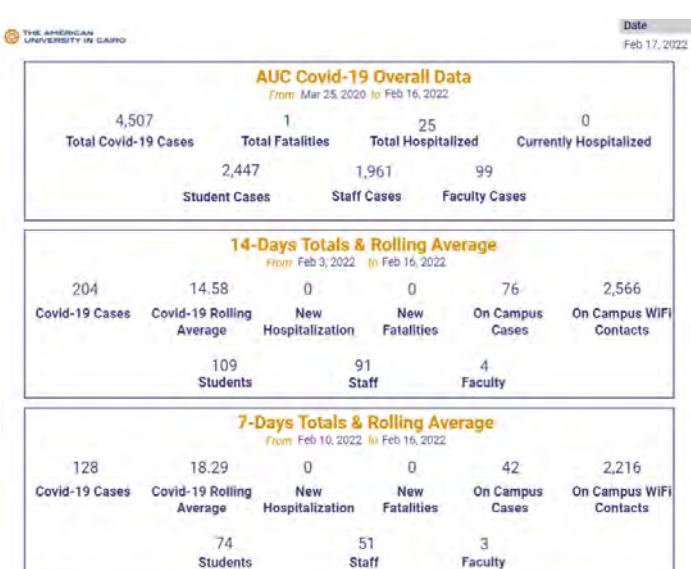 THE AMERICAN
UNIVERSITY IN CAIRO
Date
Feb 17, 2022
AUC Covid-19 Overall Data
From Mar 25, 2020 to Feb 16, 2022
4,507 1 25 0
Total Covid-19 Cases Total Fatalities Total Hospitalized Currently Hospitalized
2,447 1,961 99
Student Cases Staff Cases Faculty Cases
14-Days Totals & Rolling Average
From Feb 3, 2022 to Feb 16, 2022
204 14.58 0 0 76 2,566
Covid-19 Cases Covid-19 Rolling New New On Campus On Campus WiFi
Average Hospitalization Fatalities Cases Contacts
109 91 4
Students Staff Faculty
7-Days Totals & Rolling Average
From Feb 10, 2022 to Feb 16, 2022
128 18.29 0 0 42 2,216
Covid-19 Cases Covid-19 Rolling New New On Campus On Campus WiFi
Average Hospitalization Fatalities Cases Contacts
74 51 3
Students Staff Faculty